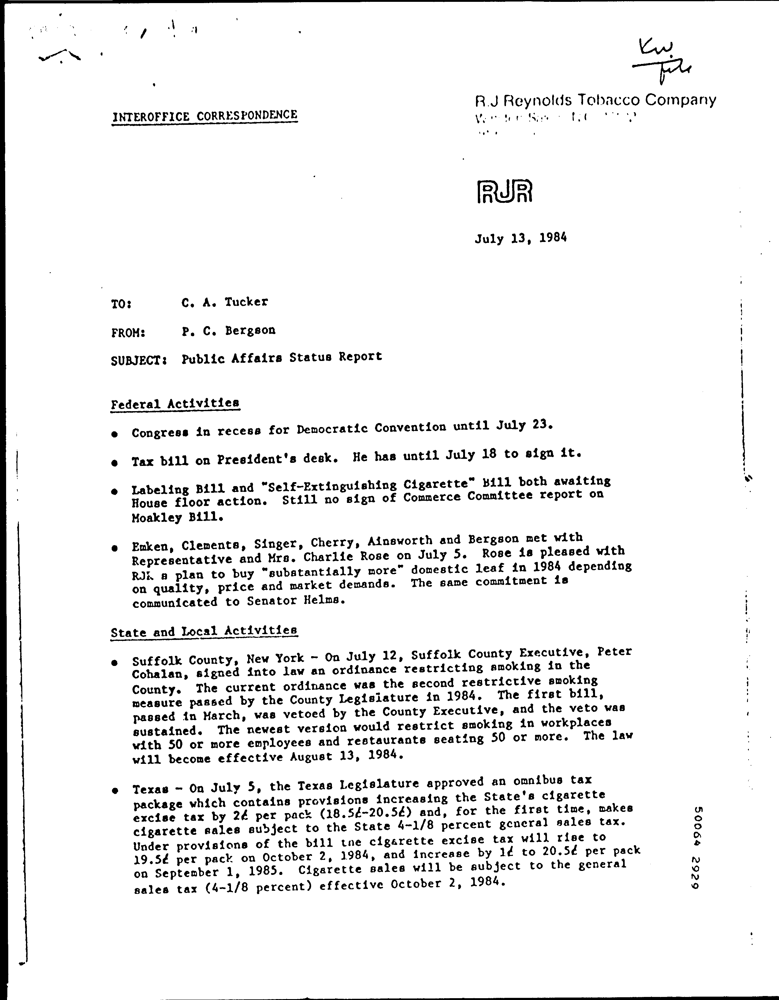 Kw.
file
R.J. Reynolds Tobacco Company
INTEROFFICE CORRESPONDENCE
RJR
July 13, 1984
TO: C. A. Tucker
FROM: P. C. Bergson
SUBJECT: Public Affairs Status Report
Federal Activities
• Congress in recess for Democratic Convention until July 23.
• Tax bill on President's desk. He has until July 18 to sign it.
• Labeling Bill and "Self-Extinguishing Cigarette" Bill both awaiting
House floor action. Still no sign of Commerce Committee report on
Moakley Bill.
• Emken, Clements, Singer, Cherry, Ainsworth and Bergson met with
Representative and Mrs. Charlie Rose on July 5. Rose is pleased with
RJR s plan to buy "substantially more" domestic leaf in 1984 depending
on quality, price and market demands. The same commitment is
communicated to Senator Helms.
State and Local Activities
• Suffolk County, New York - On July 12, Suffolk County Executive, Peter
Cohalan, signed into law an ordinance restricting smoking in the
County. The current ordinance was the second restrictive smoking
measure passed by the County Legislature in 1984. The first bill,
passed in March, was vetoed by the County Executive, and the veto was
sustained. The newest version would restrict smoking in workplaces
with 50 or more employees and restaurants seating 50 or more. The law
will become effective August 13, 1984.
• Texas - On July 5, the Texas Legislature approved an omnibus tax
package which contains provisions increasing the State's cigarette
excise tax by 2¢ per pack (18.5¢-20.5¢) and, for the first time, makes
cigarette sales subject to the State 4-1/8 percent general sales tax.
Under provisions of the bill the cigarette excise tax will rise to
19.5¢ per pack on October 2, 1984, and increase by 1¢ to 20.5¢ per pack
on September 1, 1985. Cigarette sales will be subject to the general
sales tax (4-1/8 percent) effective October 2, 1984.
50064 2929